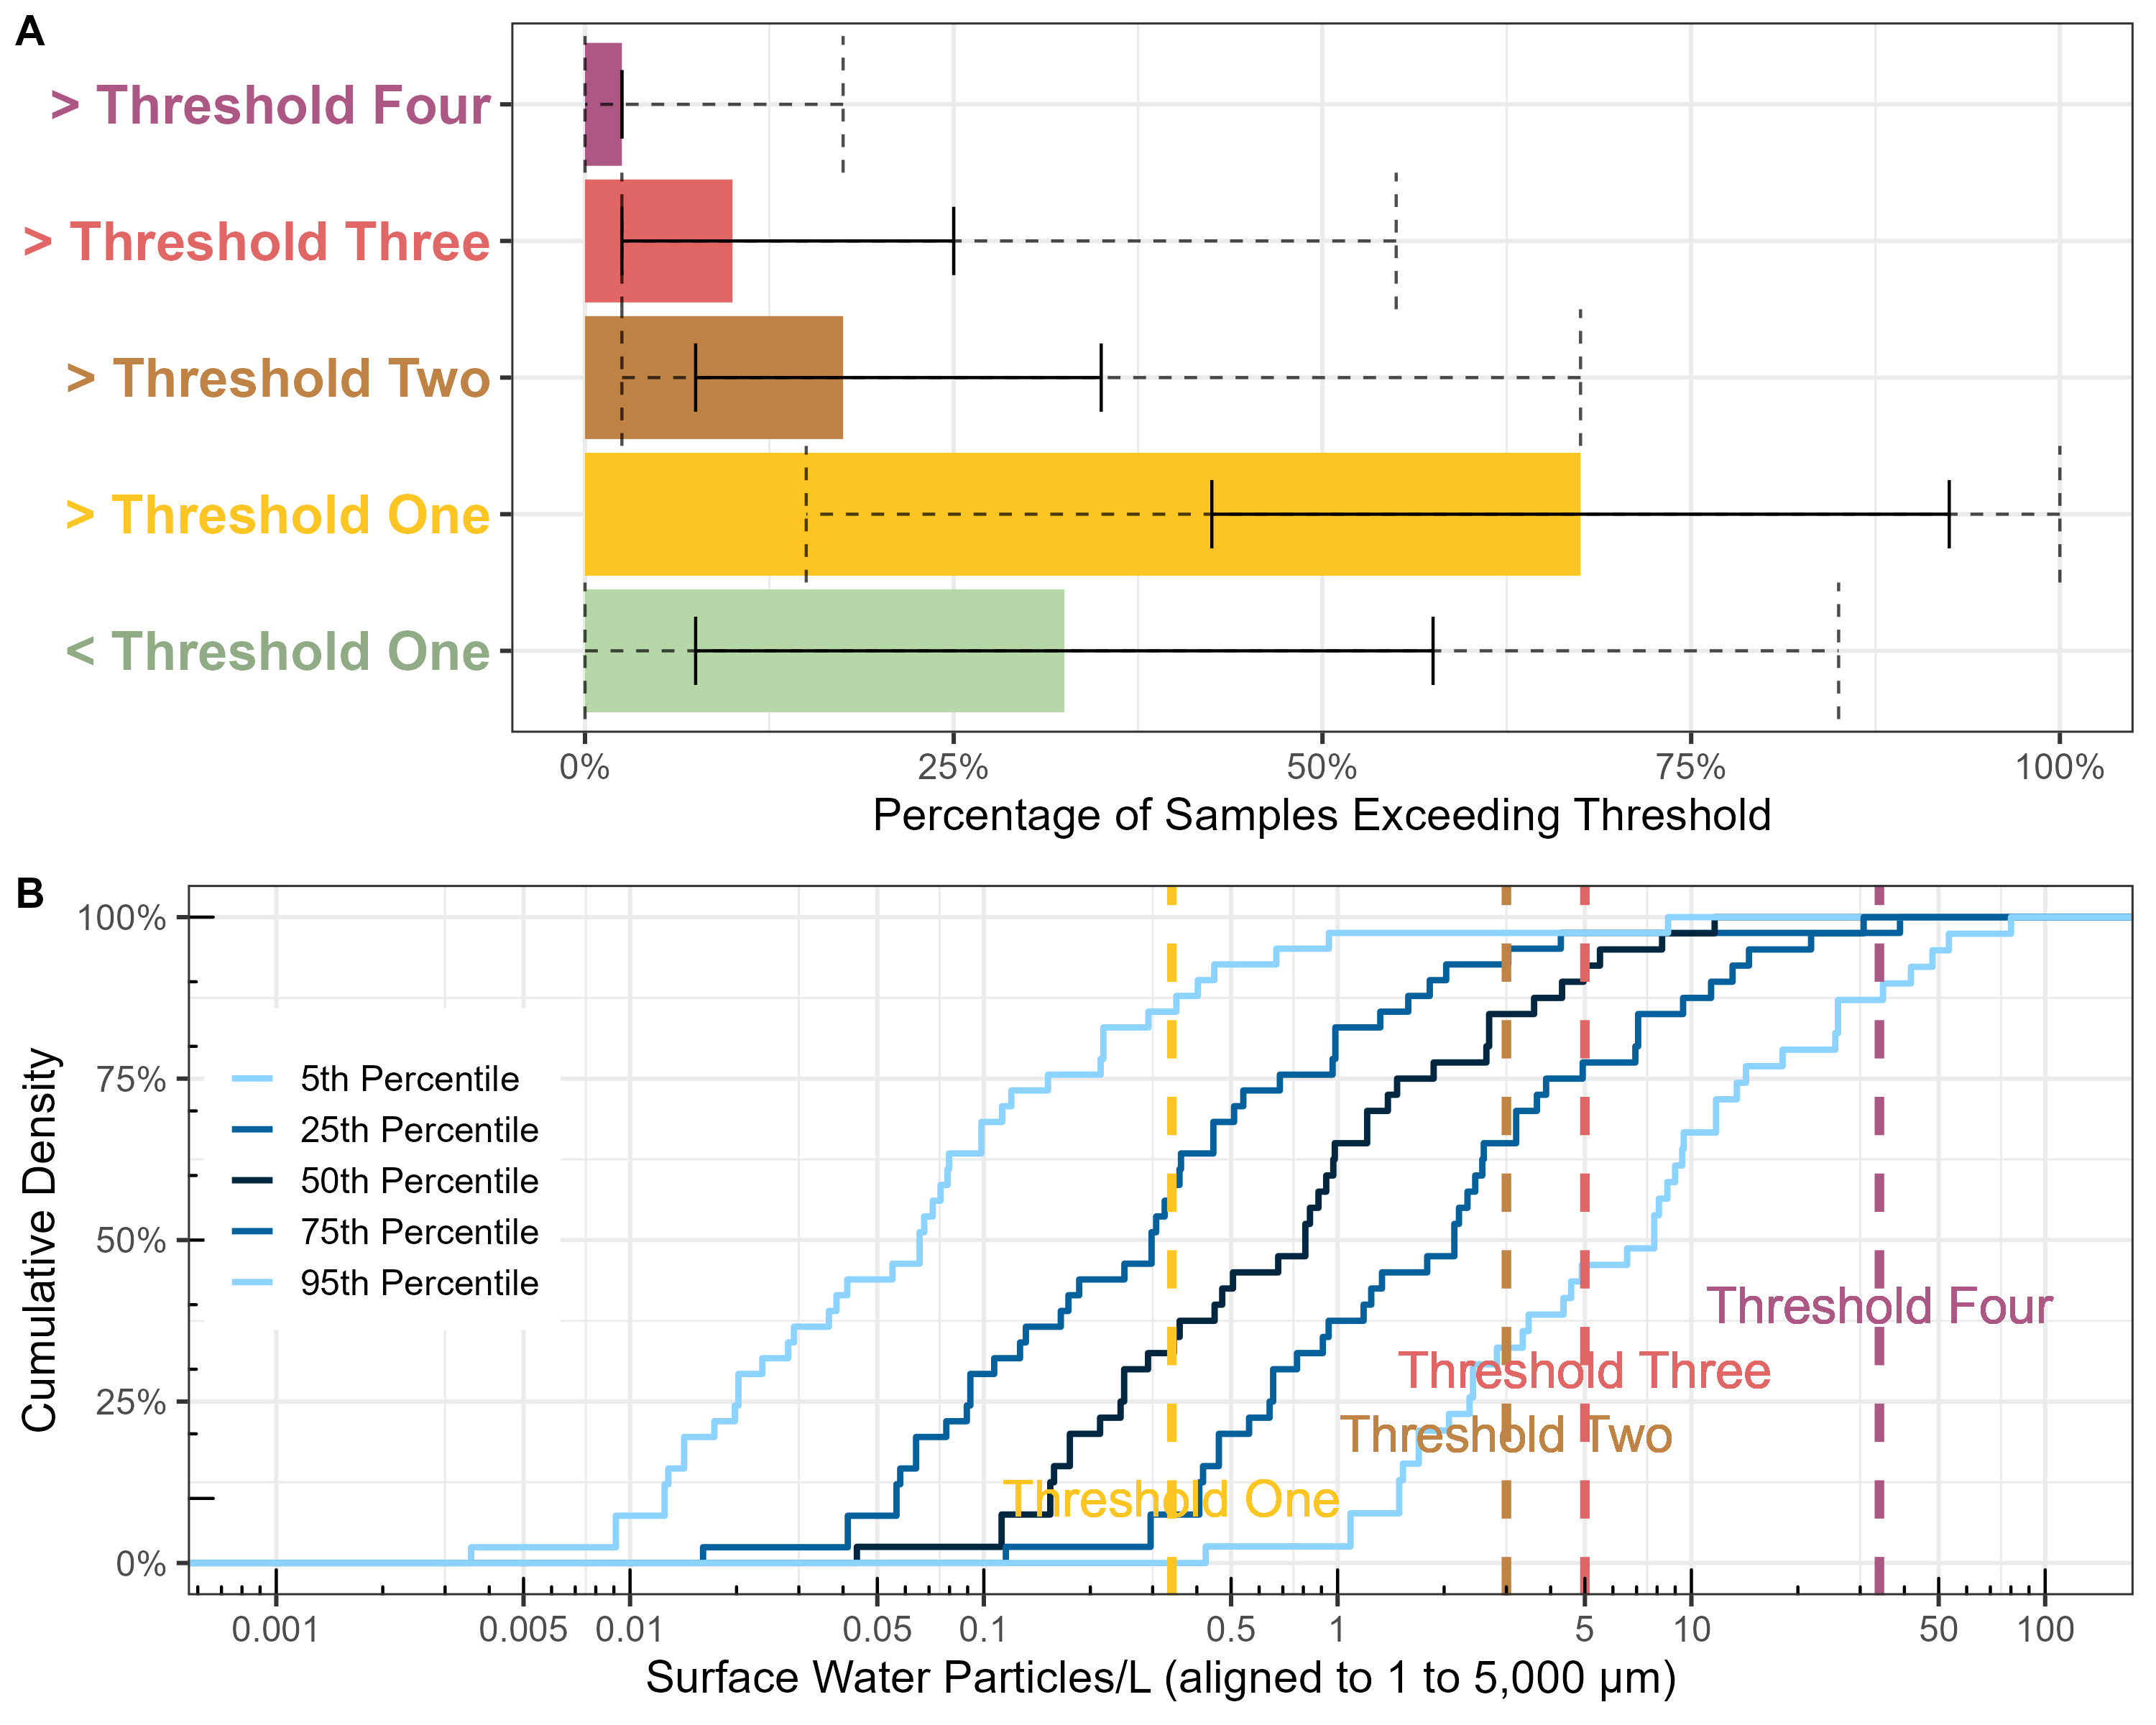 A
> Threshold Four
> Threshold Three
> Threshold Two
> Threshold One
< Threshold One
0% 25% 50% 75% 100%
Percentage of Samples Exceeding Threshold
B
100%
75%
50%
25%
0%
Cumulative Density
5th Percentile
25th Percentile
50th Percentile
75th Percentile
95th Percentile
Threshold Four
Threshold Three
Threshold Two
Threshold One
0.001 0.005 0.01 0.05 0.1 0.5 1 5 10 50 100
Surface Water Particles/L (aligned to 1 to 5,000 µm)